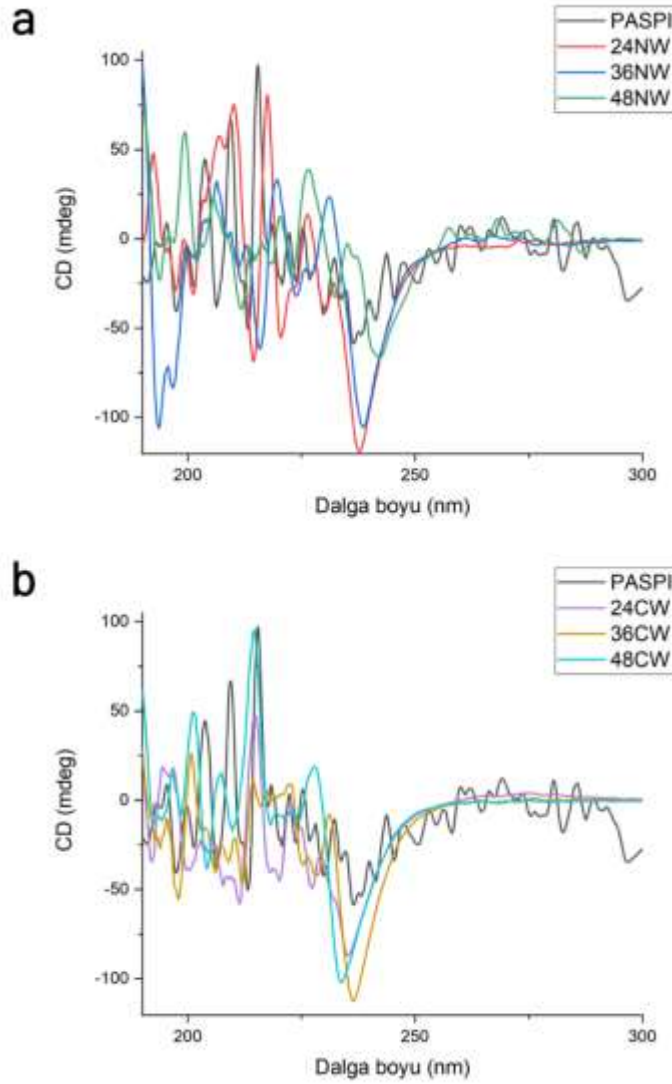 a
PASPI
24NW
36NW
48NW
100
50
0
-50
-100
CD (mdeg)
200
250
300
Dalga boyu (nm)
b
PASPI
24CW
36CW
48CW
100
50
0
-50
-100
CD (mdeg)
200
250
300
Dalga boyu (nm)